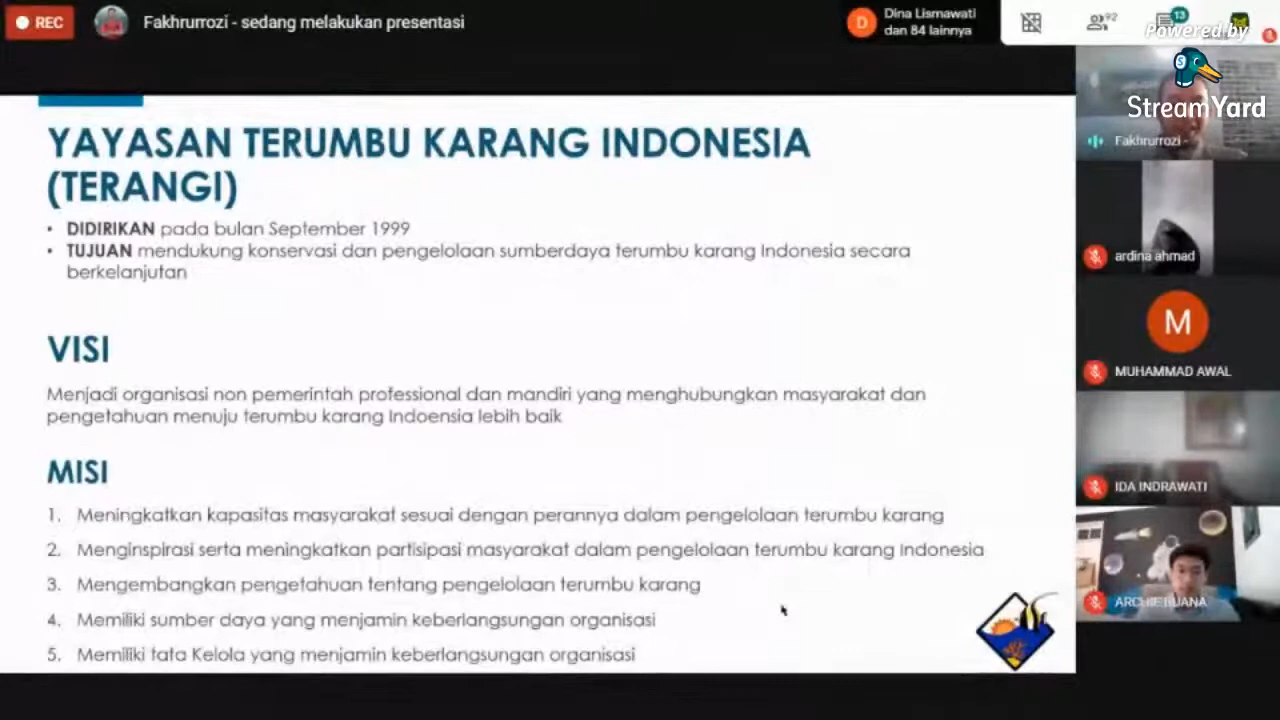 REC
Fakhrurrozi - sedang melakukan presentasi
D
Dina Lismawati
dan 84 lainnya
92
13
Powered by
StreamYard
YAYASAN TERUMBU KARANG INDONESIA
(TERANGI)
• DIDIRIKAN pada bulan September 1999
• TUJUAN mendukung konservasi dan pengelolaan sumberdaya terumbu karang Indonesia secara
berkelanjutan
VISI
Menjadi organisasi non pemerintah professional dan mandiri yang menghubungkan masyarakat dan
pengetahuan menuju terumbu karang Indoensia lebih baik
MISI
1. Meningkatkan kapasitas masyarakat sesuai dengan perannya dalam pengelolaan terumbu karang
2. Menginspirasi serta meningkatkan partisipasi masyarakat dalam pengelolaan terumbu karang Indonesia
3. Mengembangkan pengetahuan tentang pengelolaan terumbu karang
4. Memiliki sumber daya yang menjamin keberlangsungan organisasi
5. Memiliki tata Kelola yang menjamin keberlangsungan organisasi
Fakhrurrozi -
ardina ahmad
M
MUHAMMAD AWAL
IDA INDRAWATI
ARCHIE BUANA